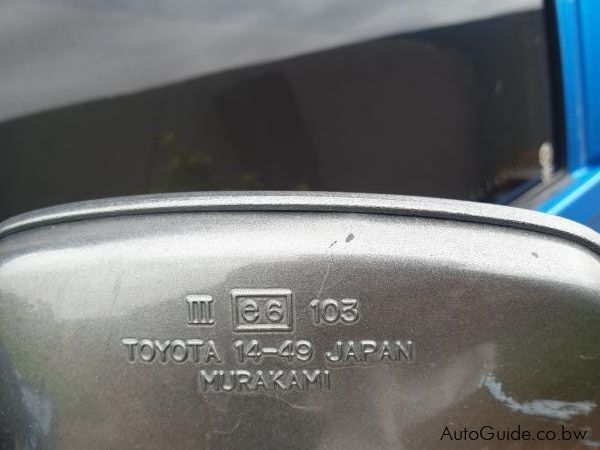 III e6 103
TOYOTA 14-49 JAPAN
MURAKAMI
AutoGuide.co.bw